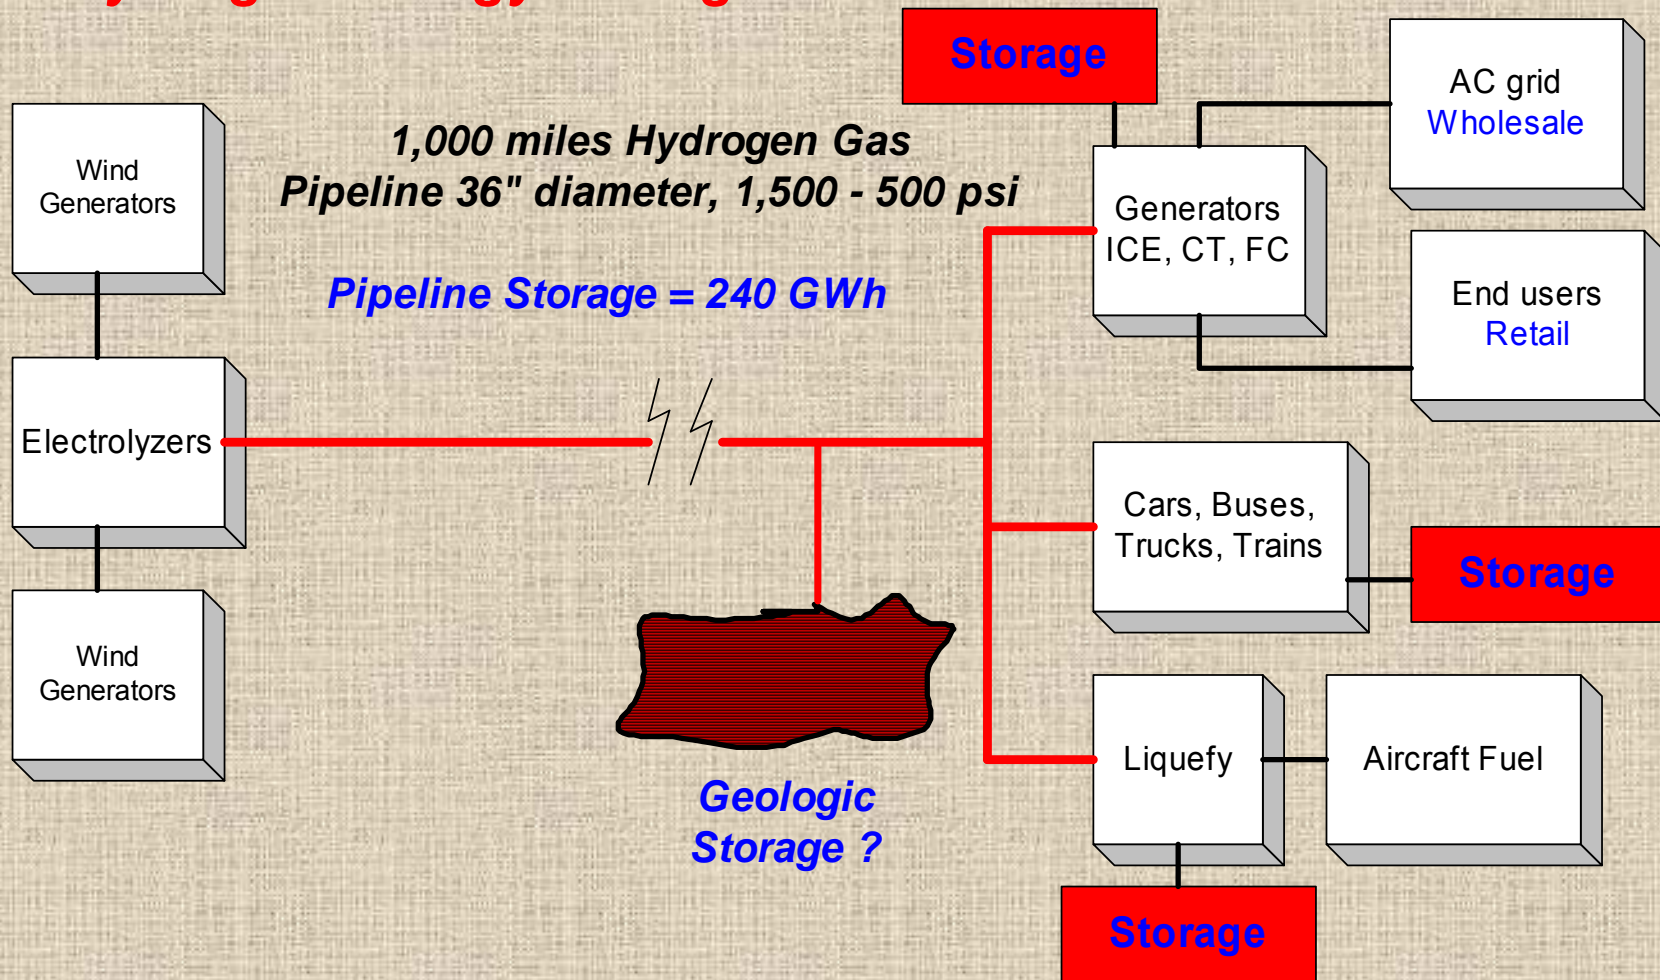 Storage
AC grid
Wholesale
Wind
Generators
1,000 miles Hydrogen Gas
Pipeline 36" diameter, 1,500 - 500 psi
Pipeline Storage = 240 GWh
Generators
ICE, CT, FC
End users
Retail
Electrolyzers
Cars, Buses,
Trucks, Trains
Storage
Wind
Generators
Geologic
Storage ?
Liquefy
Aircraft Fuel
Storage